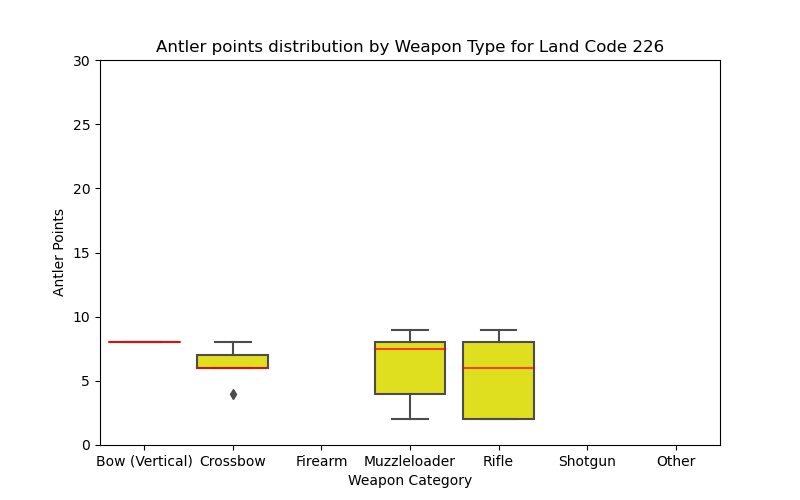 Antler points distribution by Weapon Type for Land Code 226
30
25
20
15
10
5
0
Antler Points
Bow (Vertical) Crossbow Firearm Muzzleloader Rifle Shotgun Other
Weapon Category